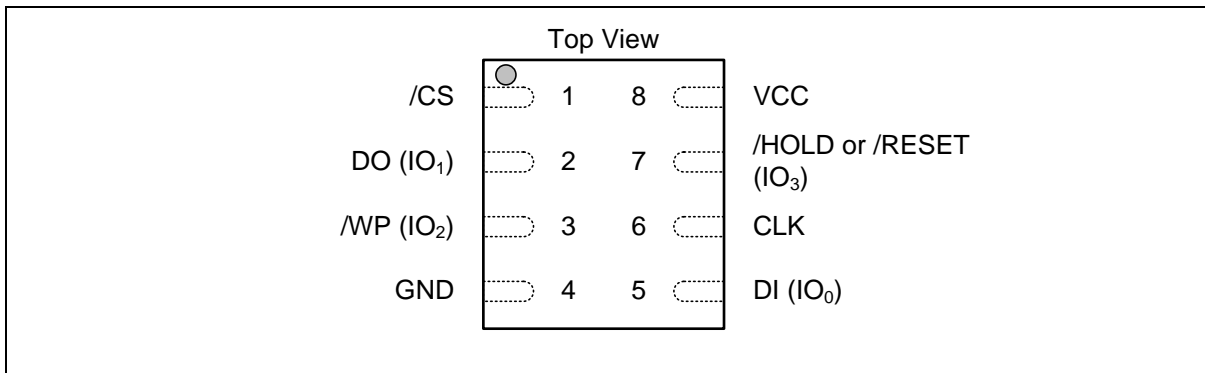 Top View
/CS 1 8 VCC
DO (IO₁) 2 7 /HOLD or /RESET
(IO₃)
/WP (IO₂) 3 6 CLK
GND 4 5 DI (IO₀)